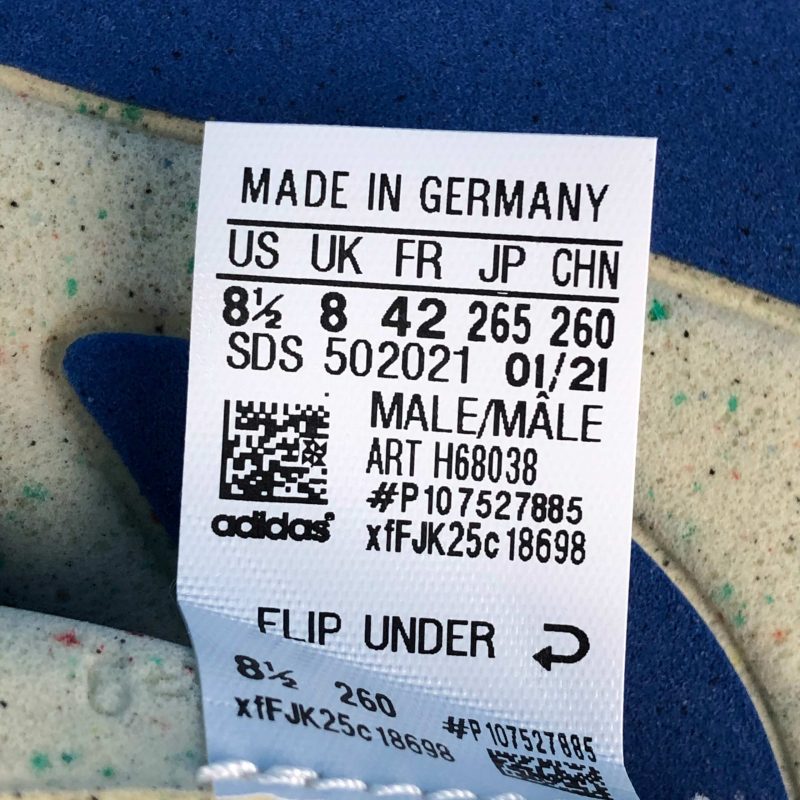 MADE IN GERMANY
US UK FR JP CHN
8½ 8 42 265 260
SDS 502021 01/21
MALE/MÂLE
ART H68038
#P107527885
xfFJK25c18698
adidas®
FLIP UNDER
8½ 260
xfFJK25c18698 #P107527885